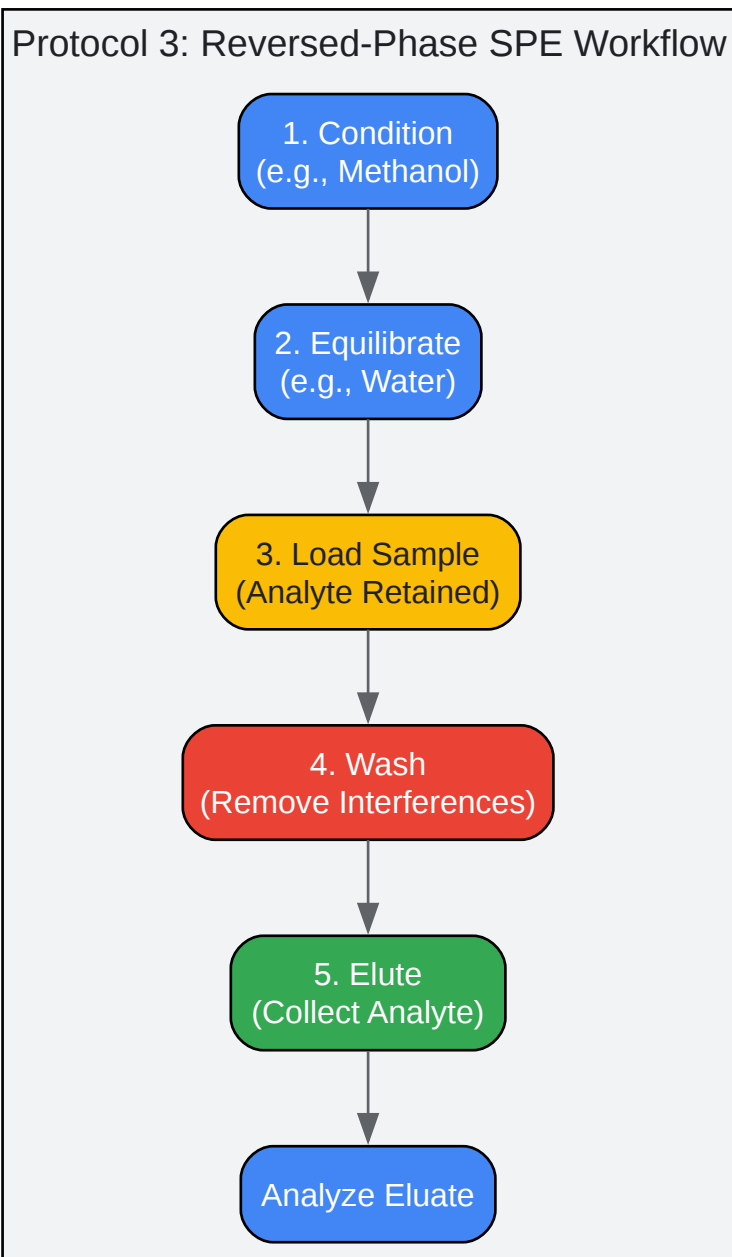 Protocol 3: Reversed-Phase SPE Workflow
1. Condition
(e.g., Methanol)
2. Equilibrate
(e.g., Water)
3. Load Sample
(Analyte Retained)
4. Wash
(Remove Interferences)
5. Elute
(Collect Analyte)
Analyze Eluate